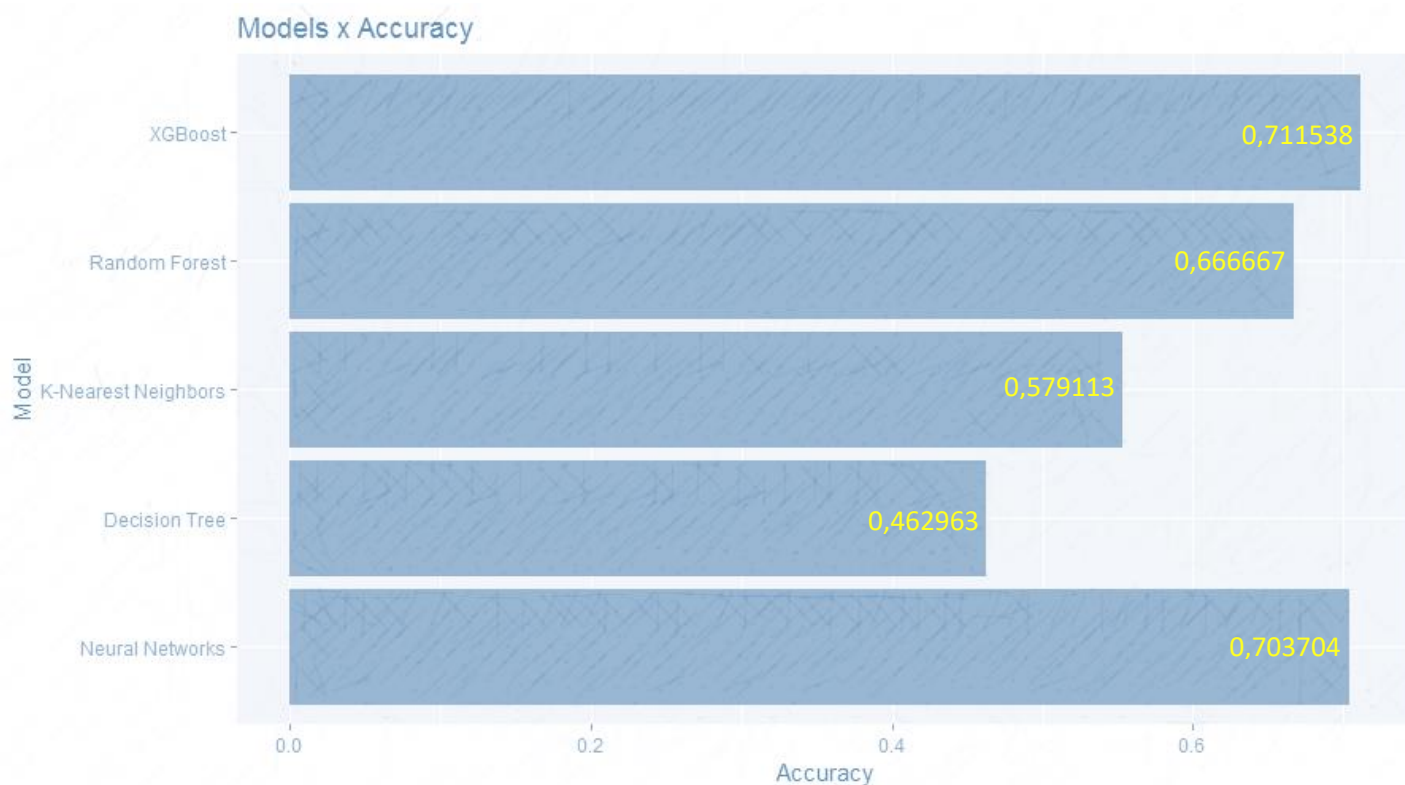 Models x Accuracy
XGBoost
0,711538
Random Forest
0,666667
Model
K-Nearest Neighbors
0,579113
Decision Tree
0,462963
Neural Networks
0,703704
0.0 0.2 0.4 0.6
Accuracy